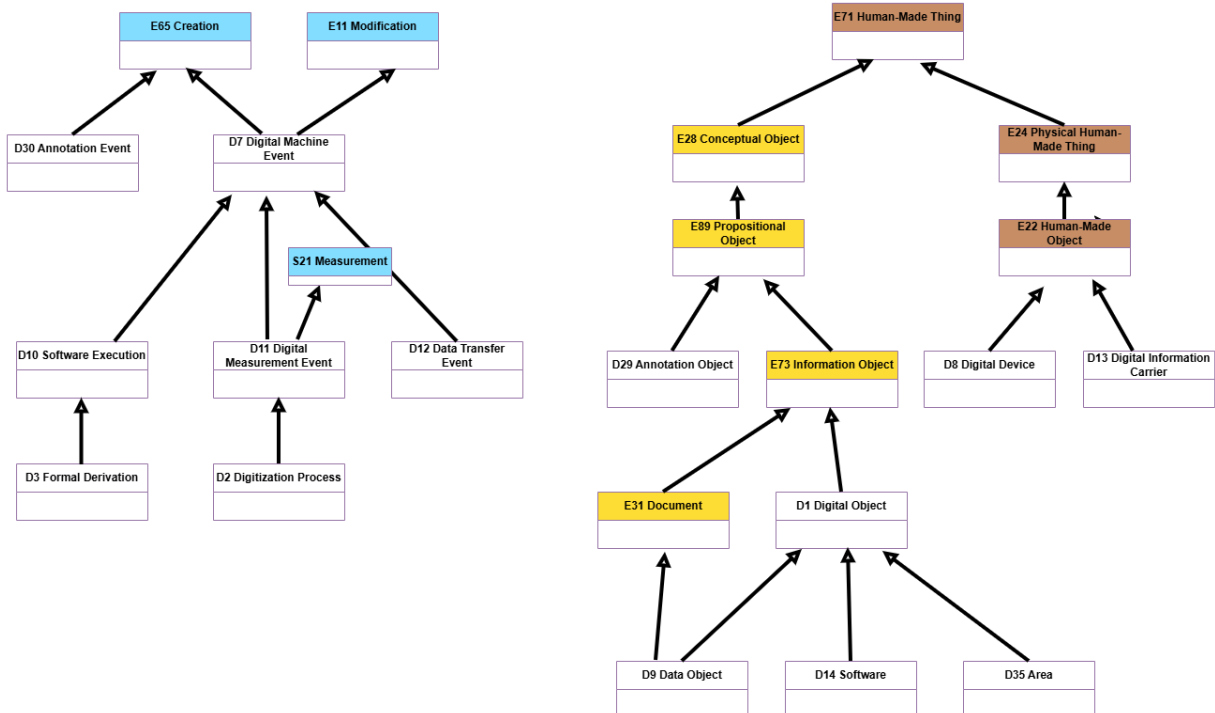 E65 Creation
E11 Modification
E71 Human-Made Thing
D30 Annotation Event
D7 Digital Machine
Event
E28 Conceptual Object
E24 Physical Human-
Made Thing
S21 Measurement
E89 Propositional
Object
E22 Human-Made
Object
D10 Software Execution
D11 Digital
Measurement Event
D12 Data Transfer
Event
D29 Annotation Object
E73 Information Object
D8 Digital Device
D13 Digital Information
Carrier
D3 Formal Derivation
D2 Digitization Process
E31 Document
D1 Digital Object
D9 Data Object
D14 Software
D35 Area